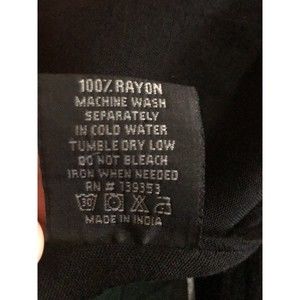 100% RAYON
MACHINE WASH
SEPARATELY
IN COLD WATER
TUMBLE DRY LOW
DO NOT BLEACH
IRON WHEN NEEDED
RN # 139353
30
MADE IN INDIA